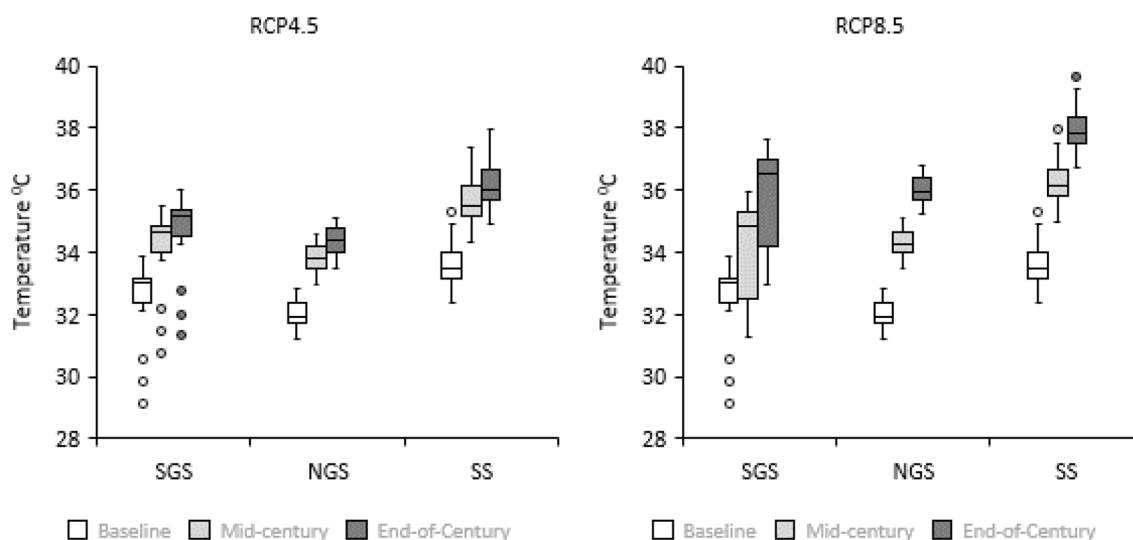 RCP4.5
Temperature ⁰C
40
38
36
34
32
30
28
SGS NGS SS
Baseline Mid-century End-of-Century
RCP8.5
Temperature ⁰C
40
38
36
34
32
30
28
SGS NGS SS
Baseline Mid-century End-of-Century